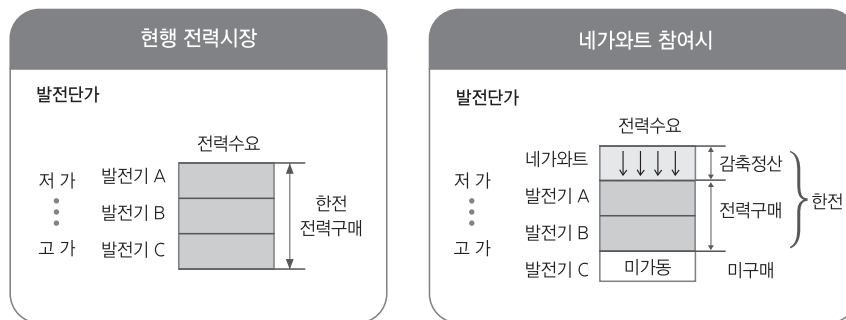 현행 전력시장
발전단가
전력수요
저 가
고 가
발전기 A
발전기 B
발전기 C
한전
전력구매
네가와트 참여시
발전단가
전력수요
저 가
고 가
네가와트
발전기 A
발전기 B
발전기 C
미가동
감축정산
전력구매
미구매
한전